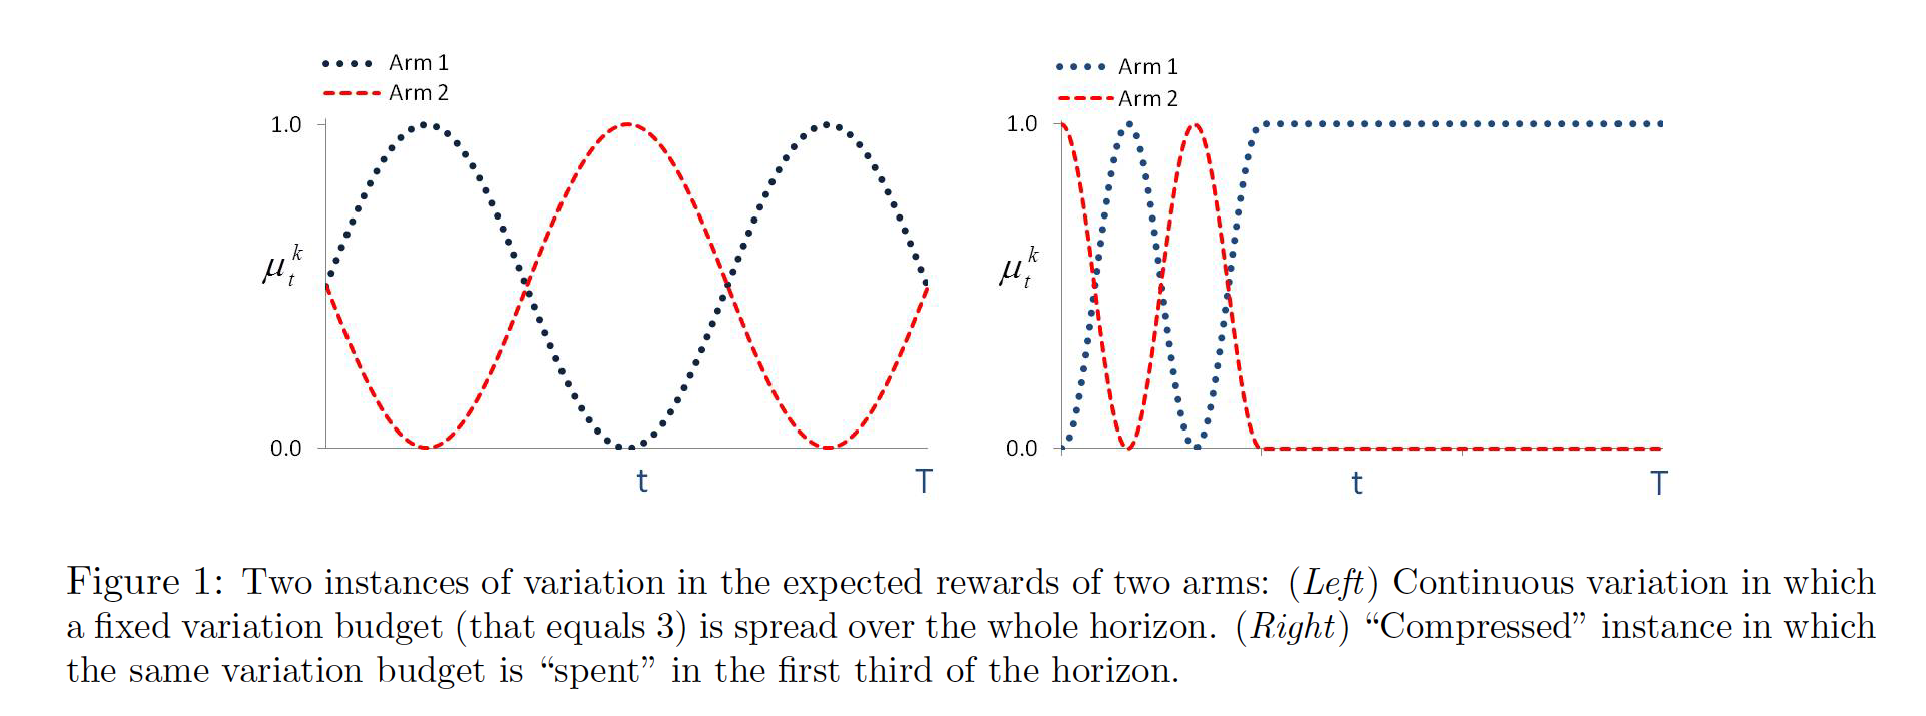 Arm 1
Arm 2
1.0
μ_t^k
0.0
t
T
Arm 1
Arm 2
1.0
μ_t^k
0.0
t
T
Figure 1: Two instances of variation in the expected rewards of two arms: (Left) Continuous variation in which
a fixed variation budget (that equals 3) is spread over the whole horizon. (Right) “Compressed” instance in which
the same variation budget is “spent” in the first third of the horizon.